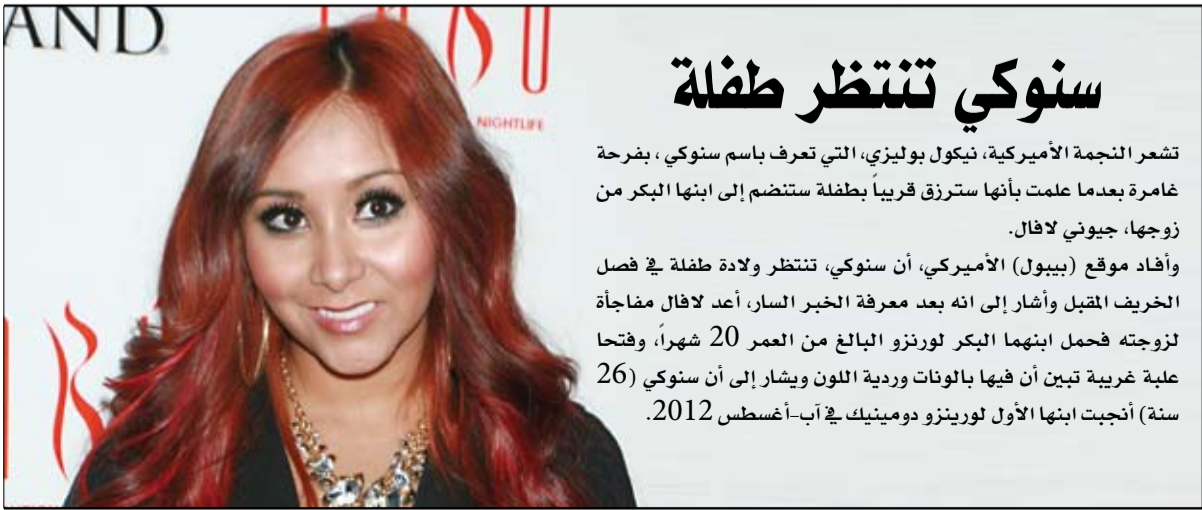 AND
NIGHTLIFE
سنوكي تنتظر طفلة
تشعر النجمة الأميركية، نيكول بوليزي، التي تعرف باسم سنوكي ، بفرحة
غامرة بعدما علمت بأنها سترزق قريباً بطفلة ستنضم إلى ابنها البكر من
زوجها، جيوني لافال.
وأفاد موقع (بيبول) الأميركي، أن سنوكي، تنتظر ولادة طفلة في فصل
الخريف المقبل وأشار إلى انه بعد معرفة الخبر السار، أعد لافال مفاجأة
لزوجته فحمل ابنهما البكر لورنزو البالغ من العمر 20 شهراً، وفتحا
علبة غريبة تبين أن فيها بالونات وردية اللون ويشار إلى أن سنوكي (26
سنة) أنجبت ابنها الأول لورينزو دومينيك في آب-أغسطس 2012.